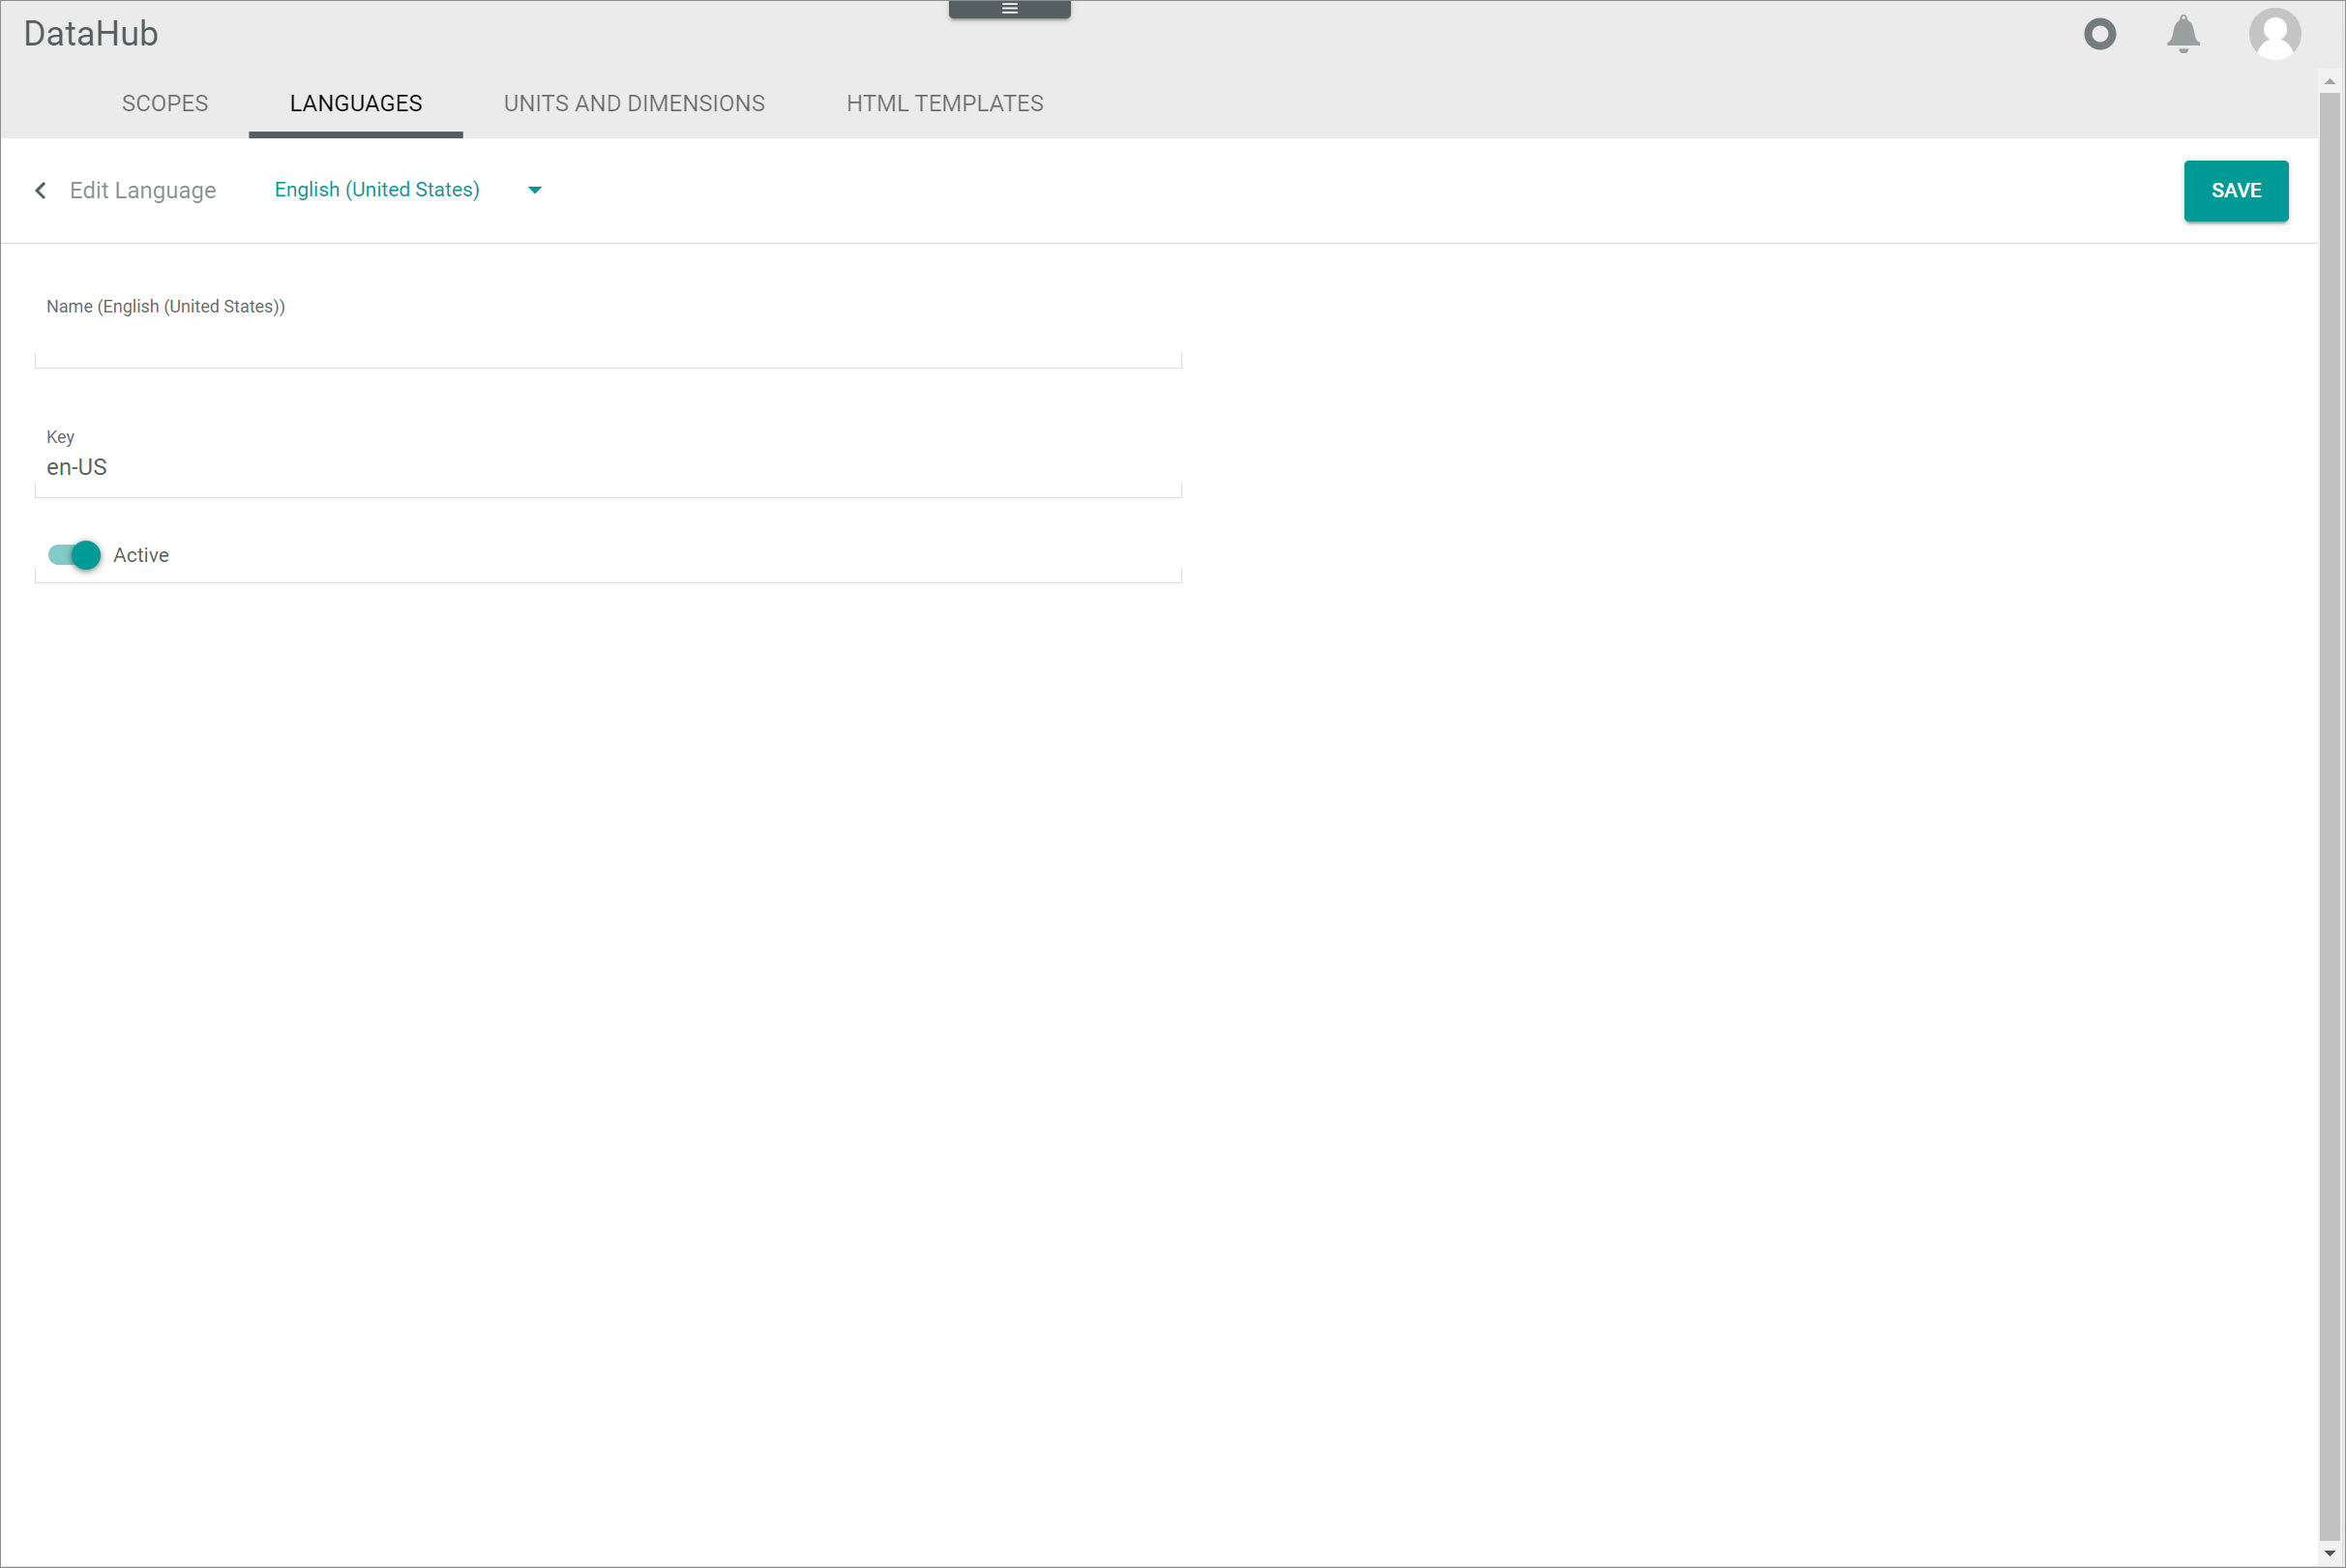 DataHub
SCOPES LANGUAGES UNITS AND DIMENSIONS HTML TEMPLATES
Edit Language English (United States) SAVE
Name (English (United States))
Key
en-US
Active